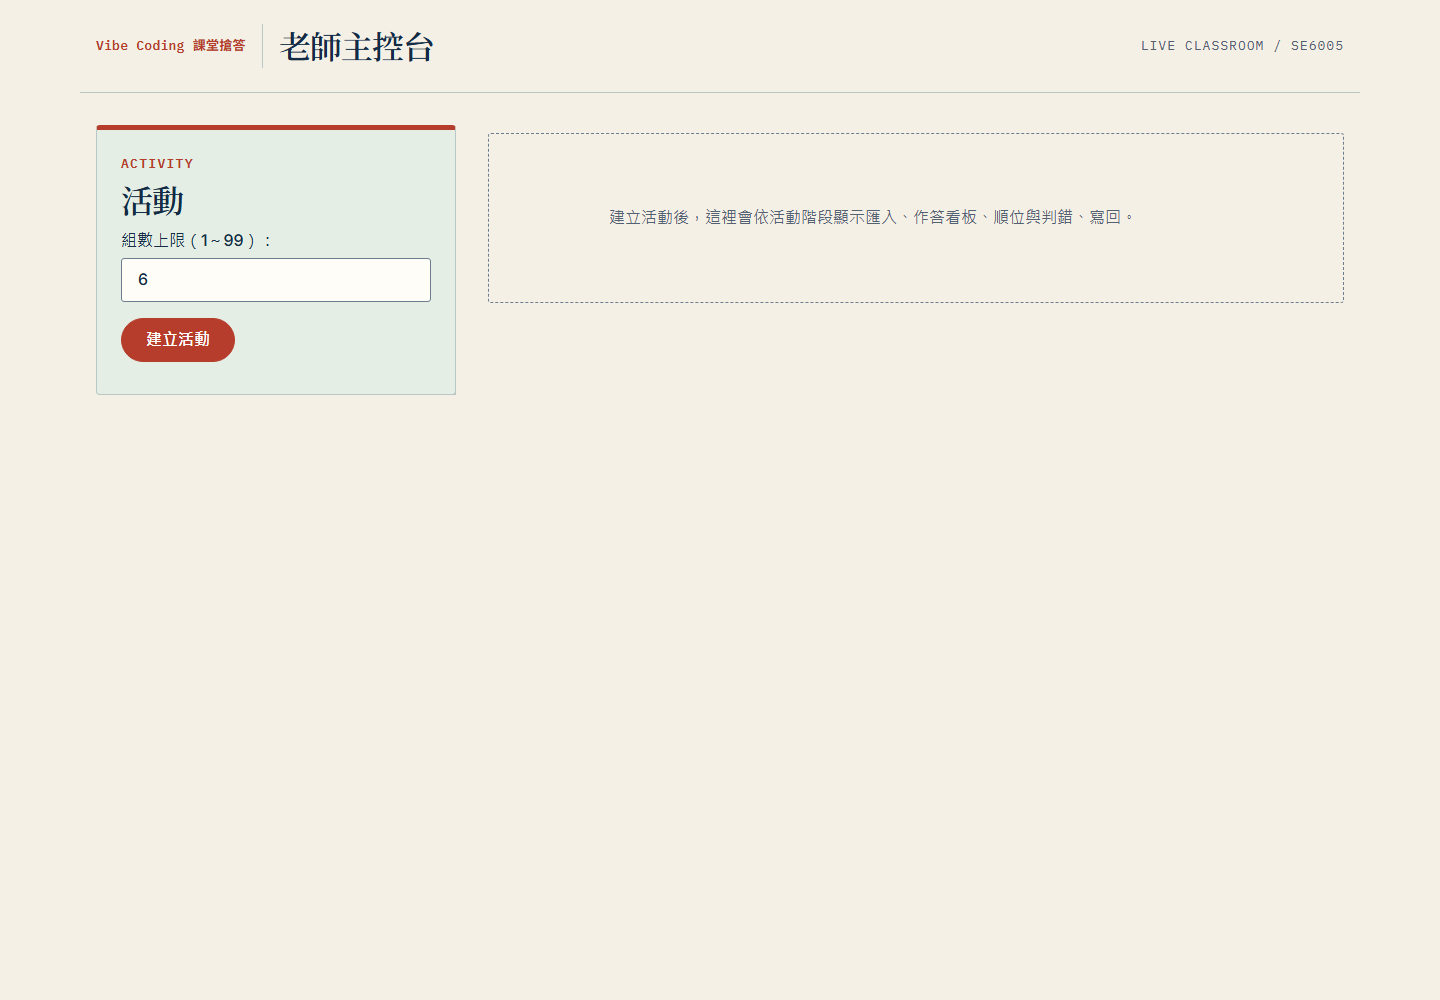 Vibe Coding 課堂搶答
老師主控台
LIVE CLASSROOM / SE6005
ACTIVITY
活動
組數上限（1~99）：
6
建立活動
建立活動後，這裡會依活動階段顯示匯入、作答看板、順位與判錯、寫回。